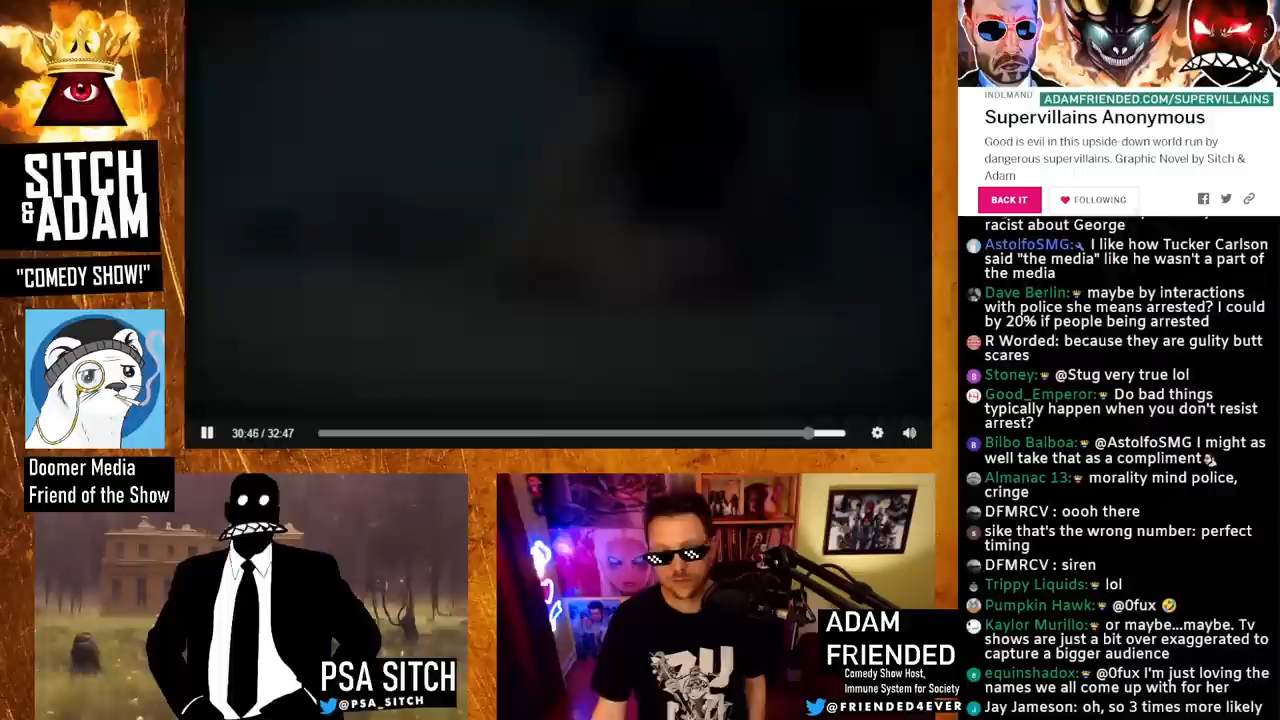 SITCH
& ADAM
"COMEDY SHOW!"
Doomer Media
Friend of the Show
30:46 / 32:47
PSA SITCH
@PSA_SITCH
ADAM
FRIENDED
Comedy Show Host,
Immune System for Society
@FRIENDED4EVER
INDEMAND
ADAMFRIENDED.COM/SUPERVILLAINS
Supervillains Anonymous
Good is evil in this upside-down world run by
dangerous supervillains. Graphic Novel by Sitch &
Adam
BACK IT
FOLLOWING
racist about George
AstolfoSMG: I like how Tucker Carlson
said "the media" like he wasn't a part of
the media
Dave Berlin: maybe by interactions
with police she means arrested? I could
by 20% if people being arrested
R Worded: because they are gulity butt
scares
Stoney: @Stug very true lol
Good_Emperor: Do bad things
typically happen when you don't resist
arrest?
Bilbo Balboa: @AstolfoSMG I might as
well take that as a compliment
Almanac 13: morality mind police,
cringe
DFMRCV : oooh there
sike that's the wrong number: perfect
timing
DFMRCV : siren
Trippy Liquids: lol
Pumpkin Hawk: @0fux 🤣
Kaylor Murillo: or maybe...maybe. Tv
shows are just a bit over exaggerated to
capture a bigger audience
equinshadox: @0fux I'm just loving the
names we all come up with for her
Jay Jameson: oh, so 3 times more likely